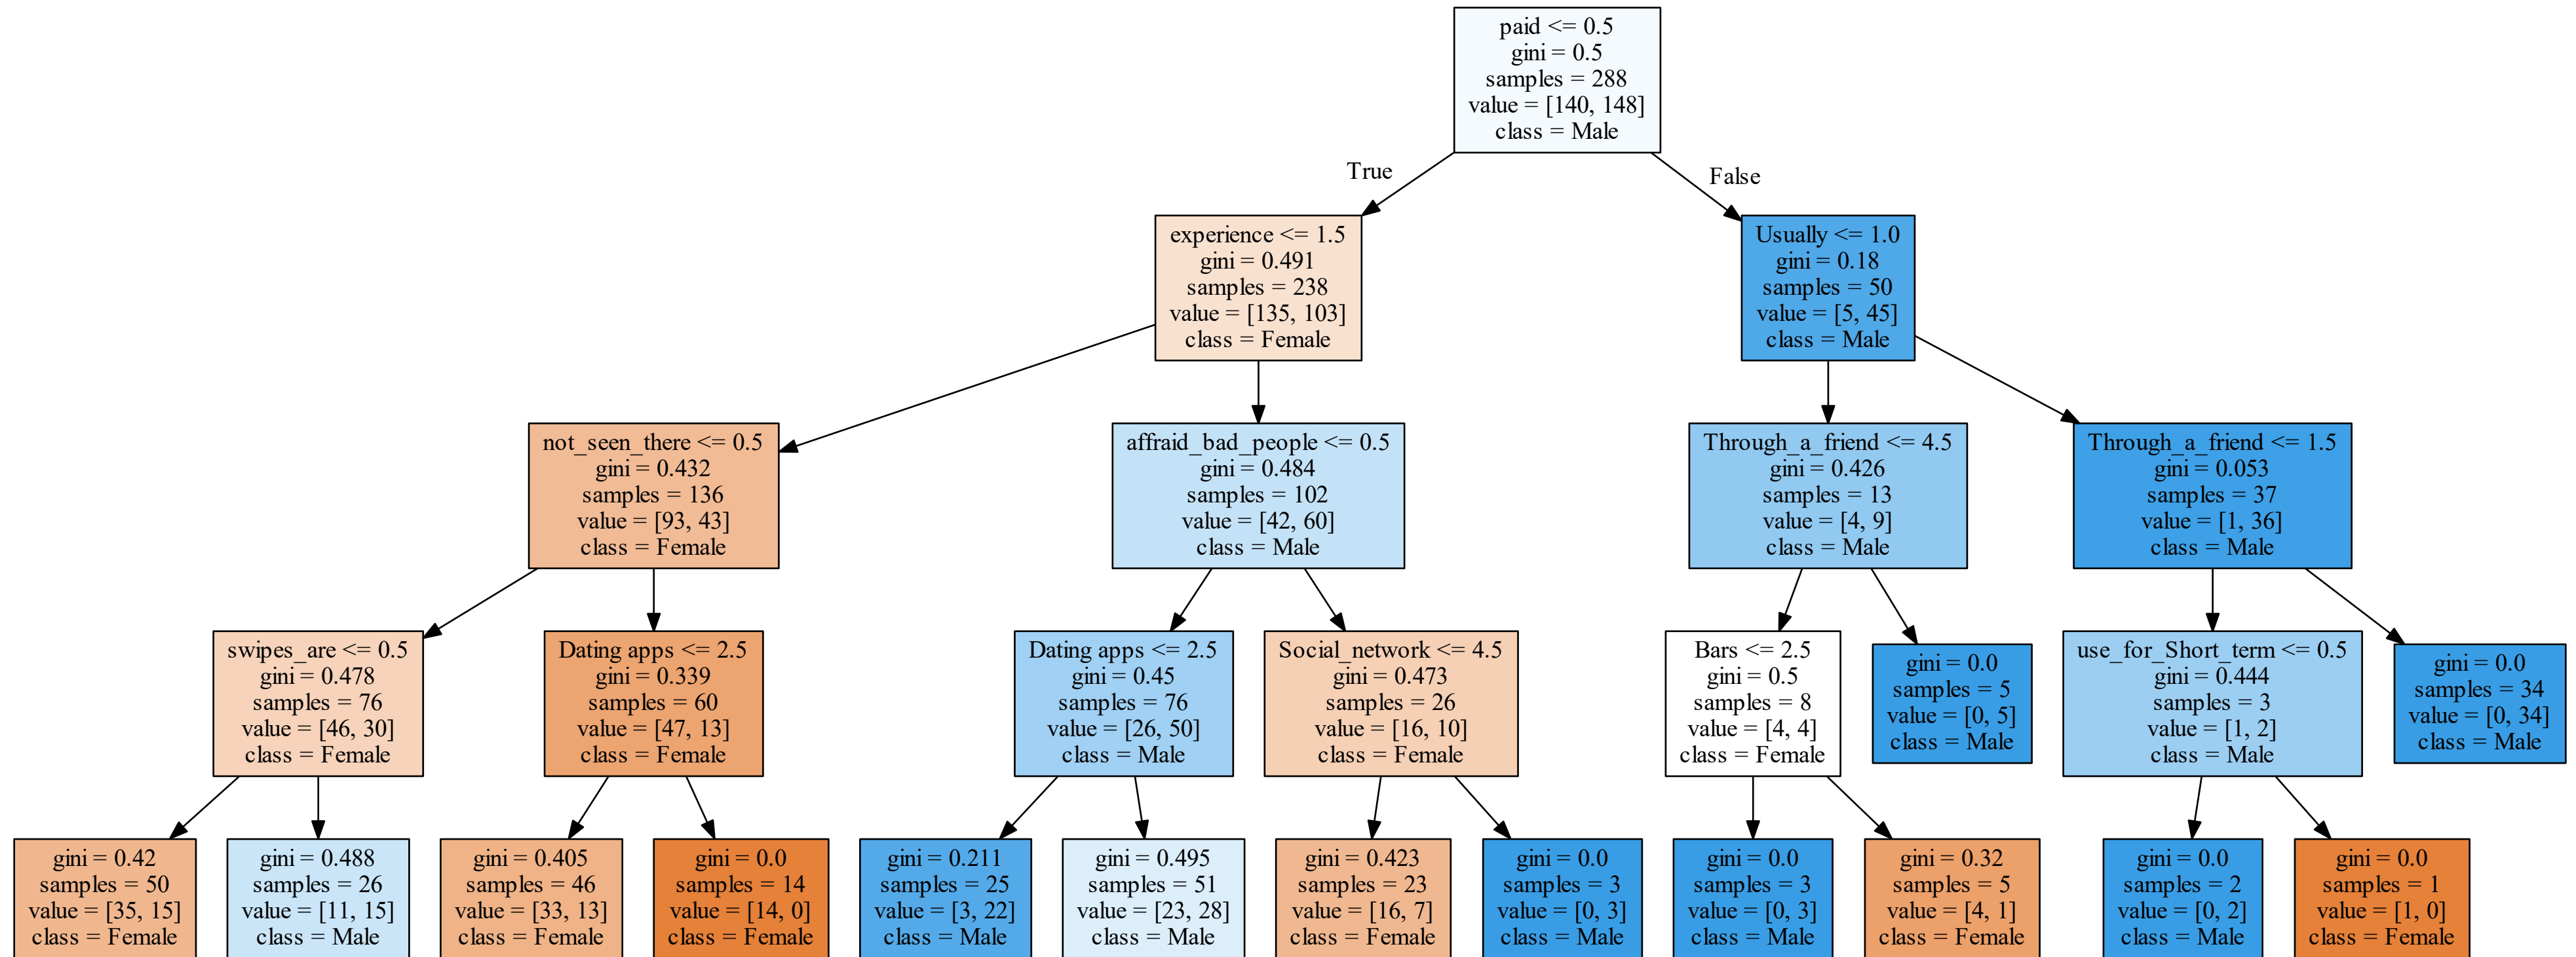 paid <= 0.5
gini = 0.5
samples = 288
value = [140, 148]
class = Male
True
False
experience <= 1.5
gini = 0.491
samples = 238
value = [135, 103]
class = Female
Usually <= 1.0
gini = 0.18
samples = 50
value = [5, 45]
class = Male
not_seen_there <= 0.5
gini = 0.432
samples = 136
value = [93, 43]
class = Female
affraid_bad_people <= 0.5
gini = 0.484
samples = 102
value = [42, 60]
class = Male
Through_a_friend <= 4.5
gini = 0.426
samples = 13
value = [4, 9]
class = Male
Through_a_friend <= 1.5
gini = 0.053
samples = 37
value = [1, 36]
class = Male
swipes_are <= 0.5
gini = 0.478
samples = 76
value = [46, 30]
class = Female
Dating apps <= 2.5
gini = 0.339
samples = 60
value = [47, 13]
class = Female
Dating apps <= 2.5
gini = 0.45
samples = 76
value = [26, 50]
class = Male
Social_network <= 4.5
gini = 0.473
samples = 26
value = [16, 10]
class = Female
Bars <= 2.5
gini = 0.5
samples = 8
value = [4, 4]
class = Female
gini = 0.0
samples = 5
value = [0, 5]
class = Male
use_for_Short_term <= 0.5
gini = 0.444
samples = 3
value = [1, 2]
class = Male
gini = 0.0
samples = 34
value = [0, 34]
class = Male
gini = 0.42
samples = 50
value = [35, 15]
class = Female
gini = 0.488
samples = 26
value = [11, 15]
class = Male
gini = 0.405
samples = 46
value = [33, 13]
class = Female
gini = 0.0
samples = 14
value = [14, 0]
class = Female
gini = 0.211
samples = 25
value = [3, 22]
class = Male
gini = 0.495
samples = 51
value = [23, 28]
class = Male
gini = 0.423
samples = 23
value = [16, 7]
class = Female
gini = 0.0
samples = 3
value = [0, 3]
class = Male
gini = 0.0
samples = 3
value = [0, 3]
class = Male
gini = 0.32
samples = 5
value = [4, 1]
class = Female
gini = 0.0
samples = 2
value = [0, 2]
class = Male
gini = 0.0
samples = 1
value = [1, 0]
class = Female